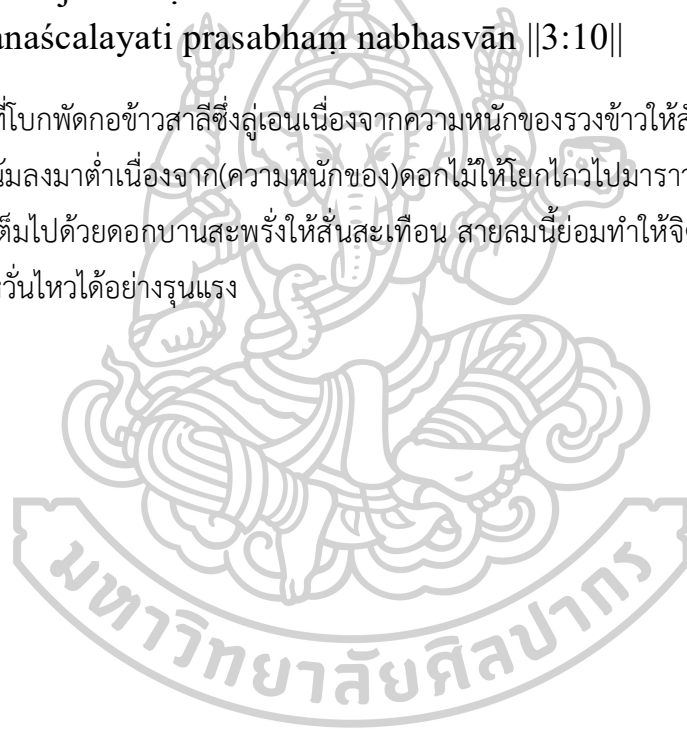 anaścalayati prasabhaṃ nabhasvān ||3:10||
ที่โบกพัดกอข้าวสาลีซึ่งลู่เอนเนื่องจากความหนักของรวงข้าวให้สั
น้มลงมาต่ำเนื่องจาก(ความหนักของ)ดอกไม้ให้โยกไกวไปมาราว
ต็มไปด้วยดอกบานสะพรั่งให้สั่นสะเทือน สายลมนี้ย่อมทำให้จิต
หวั่นไหวได้อย่างรุนแรง
มหาวิทยาลัยศิลปากร